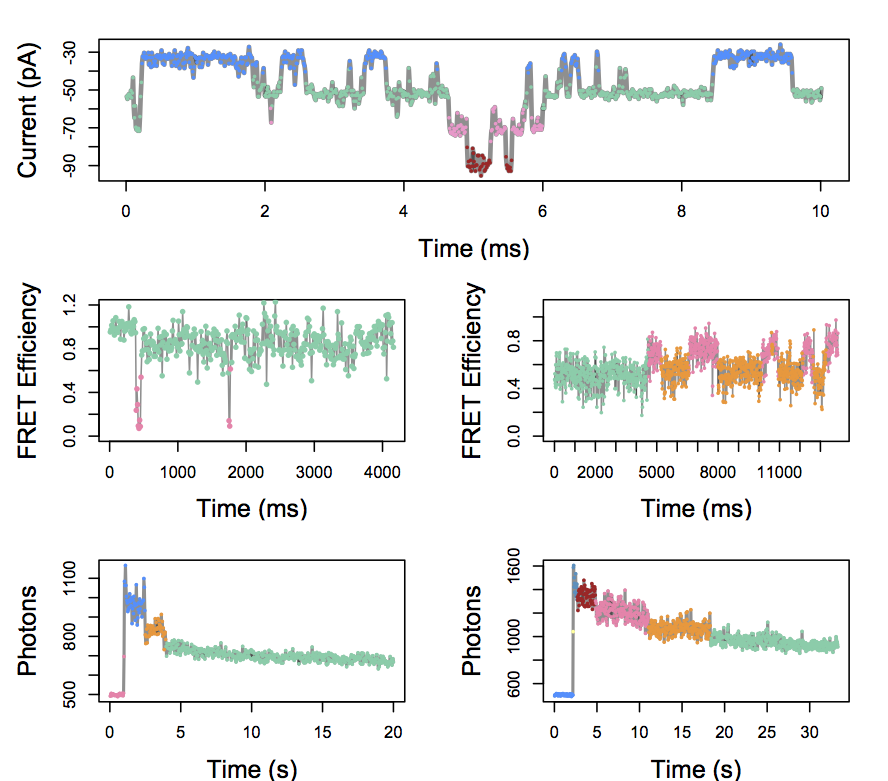 Current (pA)
-30
-50
-70
-90
0 2 4 6 8 10
Time (ms)
FRET Efficiency
1.2
0.8
0.4
0.0
0 1000 2000 3000 4000
Time (ms)
FRET Efficiency
0.8
0.4
0.0
0 2000 5000 8000 11000
Time (ms)
Photons
1100
800
500
0 5 10 15 20
Time (s)
Photons
1600
1000
600
0 5 10 15 20 25 30
Time (s)